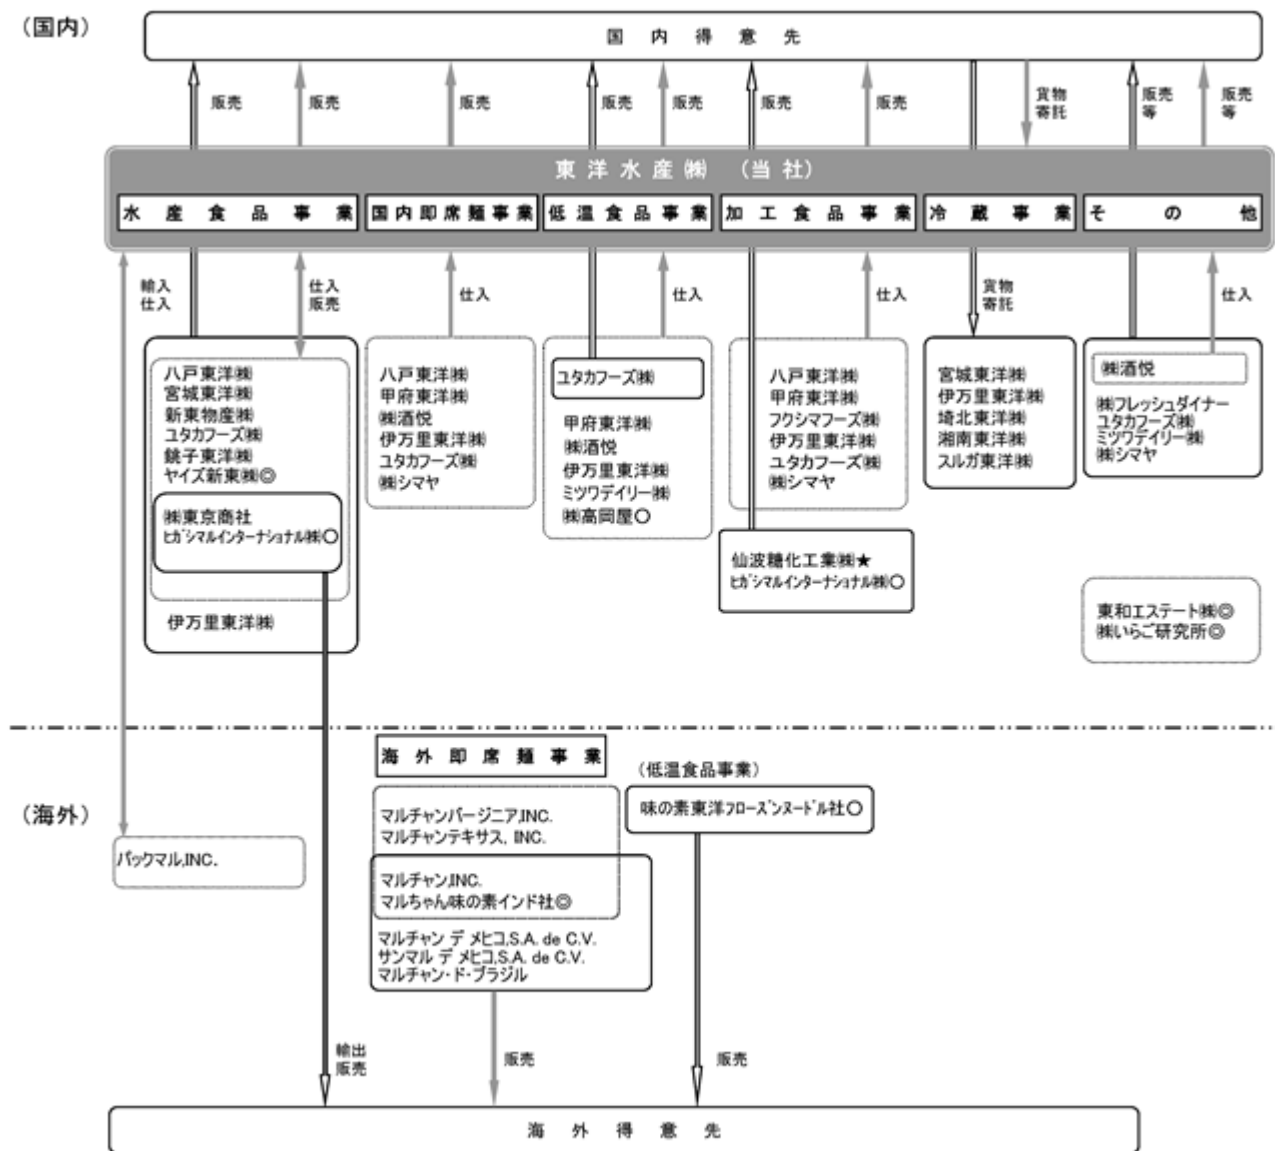 (国内)
国内得意先
販売
販売
販売
販売
販売
販売
販売
貨物
寄託
販売
等
販売
等
東洋水産㈱ (当社)
水産食品事業
国内即席麺事業
低温食品事業
加工食品事業
冷蔵事業
その他
輸入
仕入
仕入
販売
仕入
仕入
仕入
貨物
寄託
仕入
八戸東洋㈱
宮城東洋㈱
新東物産㈱
ユタカフーズ㈱
銚子東洋㈱
ヤイズ新東㈱◎
㈱東京商社
ヒガシマルインターナショナル㈱○
伊万里東洋㈱
八戸東洋㈱
甲府東洋㈱
㈱酒悦
伊万里東洋㈱
ユタカフーズ㈱
㈱シマヤ
ユタカフーズ㈱
甲府東洋㈱
㈱酒悦
伊万里東洋㈱
ミツワデイリー㈱
㈱高岡屋○
八戸東洋㈱
甲府東洋㈱
フクシマフーズ㈱
伊万里東洋㈱
ユタカフーズ㈱
㈱シマヤ
仙波糖化工業㈱★
ヒガシマルインターナショナル㈱○
宮城東洋㈱
伊万里東洋㈱
埼北東洋㈱
湘南東洋㈱
スルガ東洋㈱
㈱酒悦
㈱フレッシュダイナー
ユタカフーズ㈱
ミツワデイリー㈱
㈱シマヤ
東和エステート㈱◎
㈱いらご研究所◎
(海外)
海外即席麺事業
(低温食品事業)
パックマル,INC.
マルチャンバージニア,INC.
マルチャンテキサス, INC.
マルチャン,INC.
マルちゃん味の素インド社◎
マルチャン デ メヒコ,S.A. de C.V.
サンマル デ メヒコ,S.A. de C.V.
マルチャン・ド・ブラジル
味の素東洋フローズンヌードル社○
輸出
販売
販売
販売
海外得意先